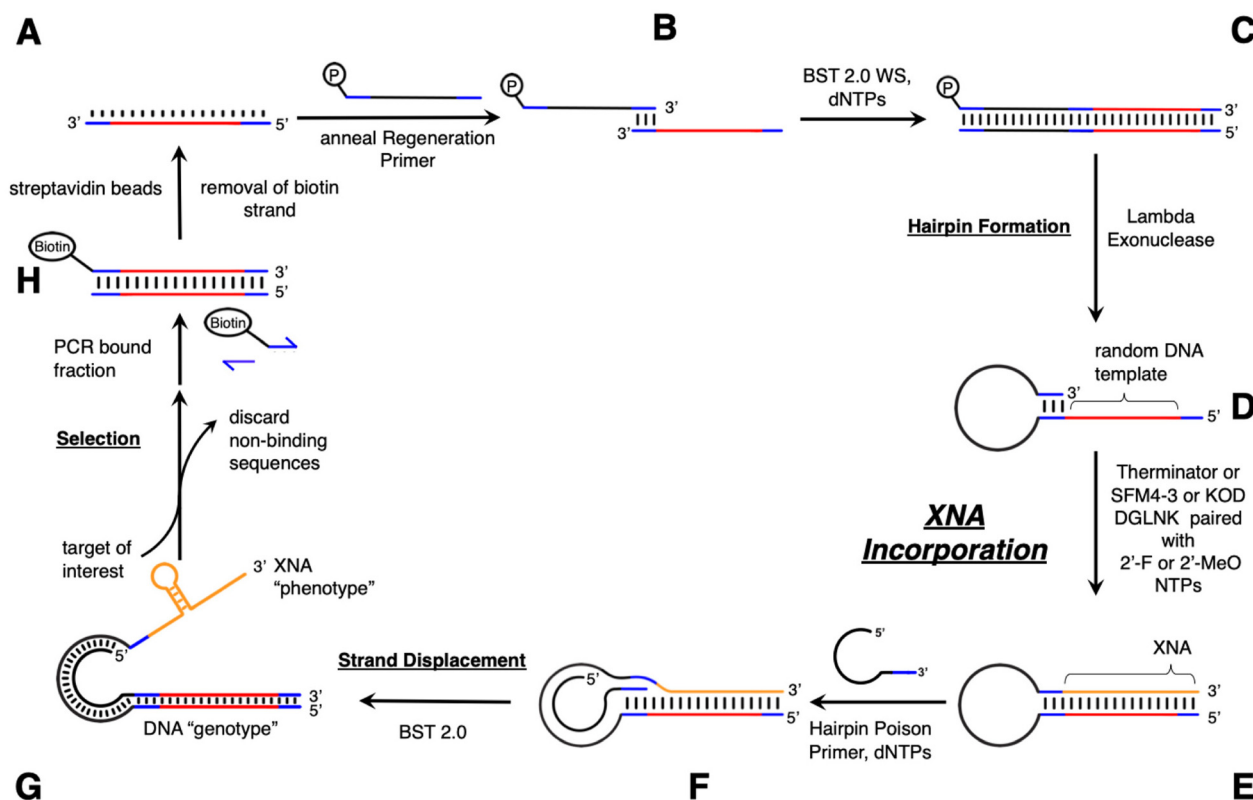 A
B
C
P
P
BST 2.0 WS,
dNTPs
P
3'
5'
3'
3'
3'
5'
anneal Regeneration
Primer
streptavidin beads
removal of biotin
strand
Hairpin Formation
Lambda
Exonuclease
Biotin
H
3'
5'
Biotin
PCR bound
fraction
random DNA
template
3'
D
5'
Selection
discard
non-binding
sequences
XNA
Incorporation
Therminator or
SFM4-3 or KOD
DGLNK paired
with
2'-F or 2'-MeO
NTPs
target of
interest
3' XNA
"phenotype"
5'
Strand Displacement
5'
3'
XNA
5'
3'
5'
DNA "genotype"
BST 2.0
3'
5'
Hairpin Poison
Primer, dNTPs
3'
5'
G
F
E